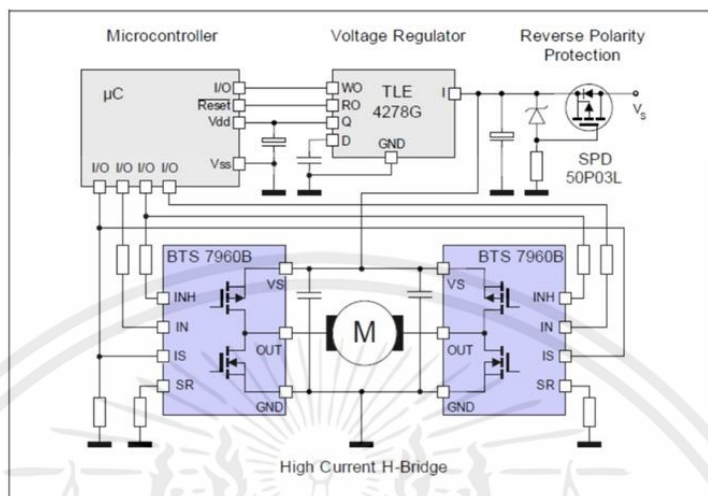 Microcontroller
Voltage Regulator
Reverse Polarity
Protection
µC
I/O
Reset
Vdd
Vss
I/O I/O I/O I/O
WO
RO
Q
D
TLE
4278G
GND
I
Vs
SPD
50P03L
BTS 7960B
VS
INH
IN
IS
SR
OUT
GND
M
BTS 7960B
VS
INH
IN
IS
SR
OUT
GND
High Current H-Bridge